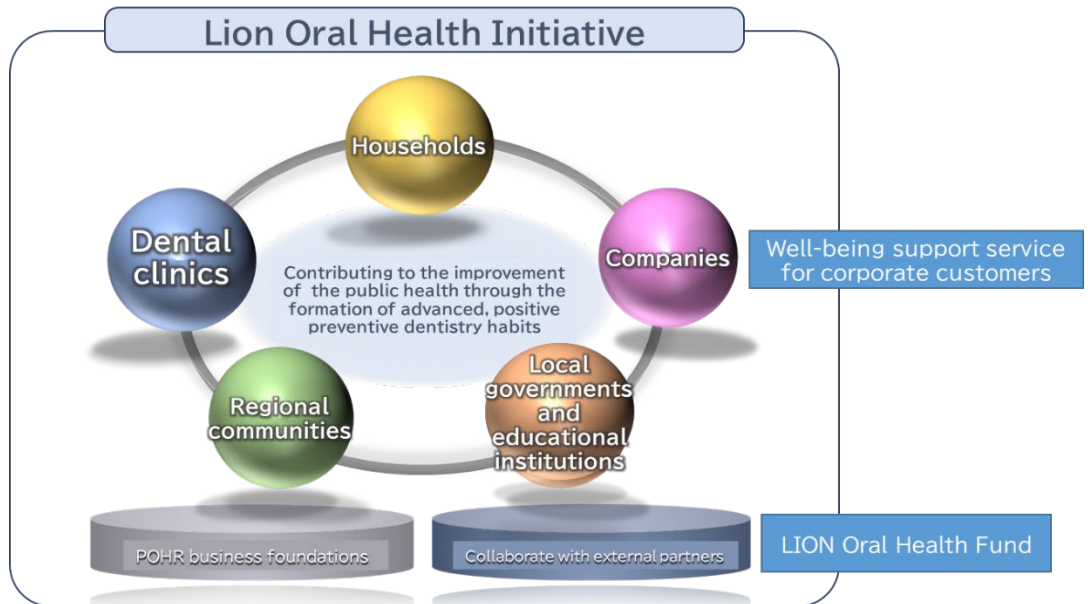 Lion Oral Health Initiative
Households
Dental
clinics
Companies
Well-being support service
for corporate customers
Contributing to the improvement
of the public health through the
formation of advanced, positive
preventive dentistry habits
Regional
communities
Local
governments
and
educational
institutions
POHR business foundations
Collaborate with external partners
LION Oral Health Fund